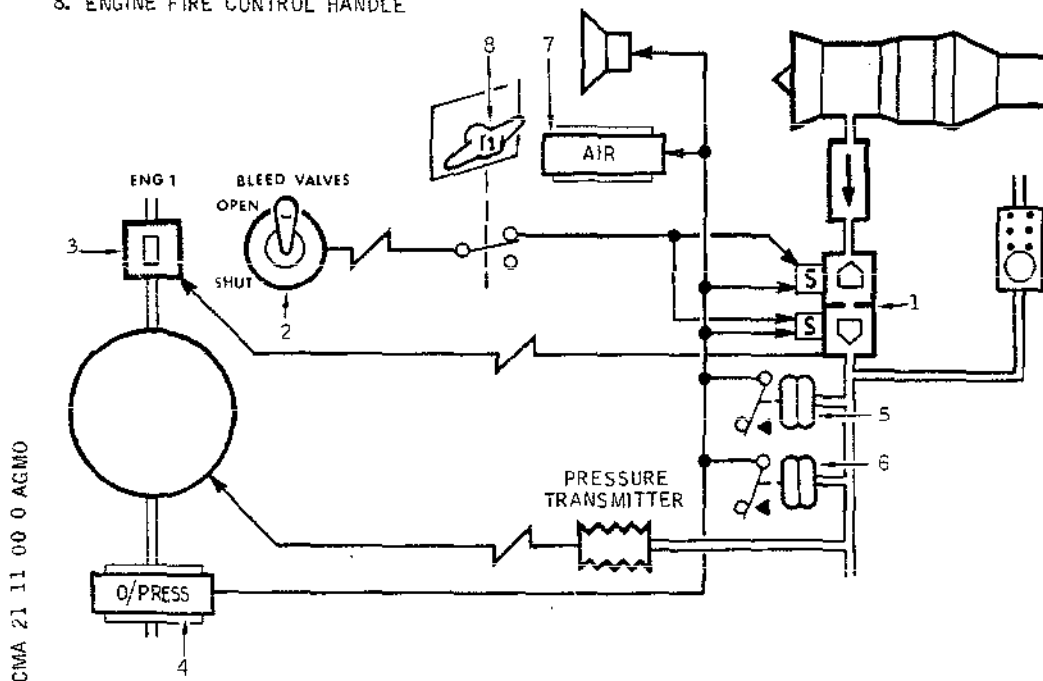 8. ENGINE FIRE CONTROL HANDLE
8
7
[1]
AIR
ENG 1
BLEED VALVES
OPEN
3
SHUT
2
S
1
S
5
6
PRESSURE
TRANSMITTER
O/PRESS
4
CMA 21 11 00 0 AGMO